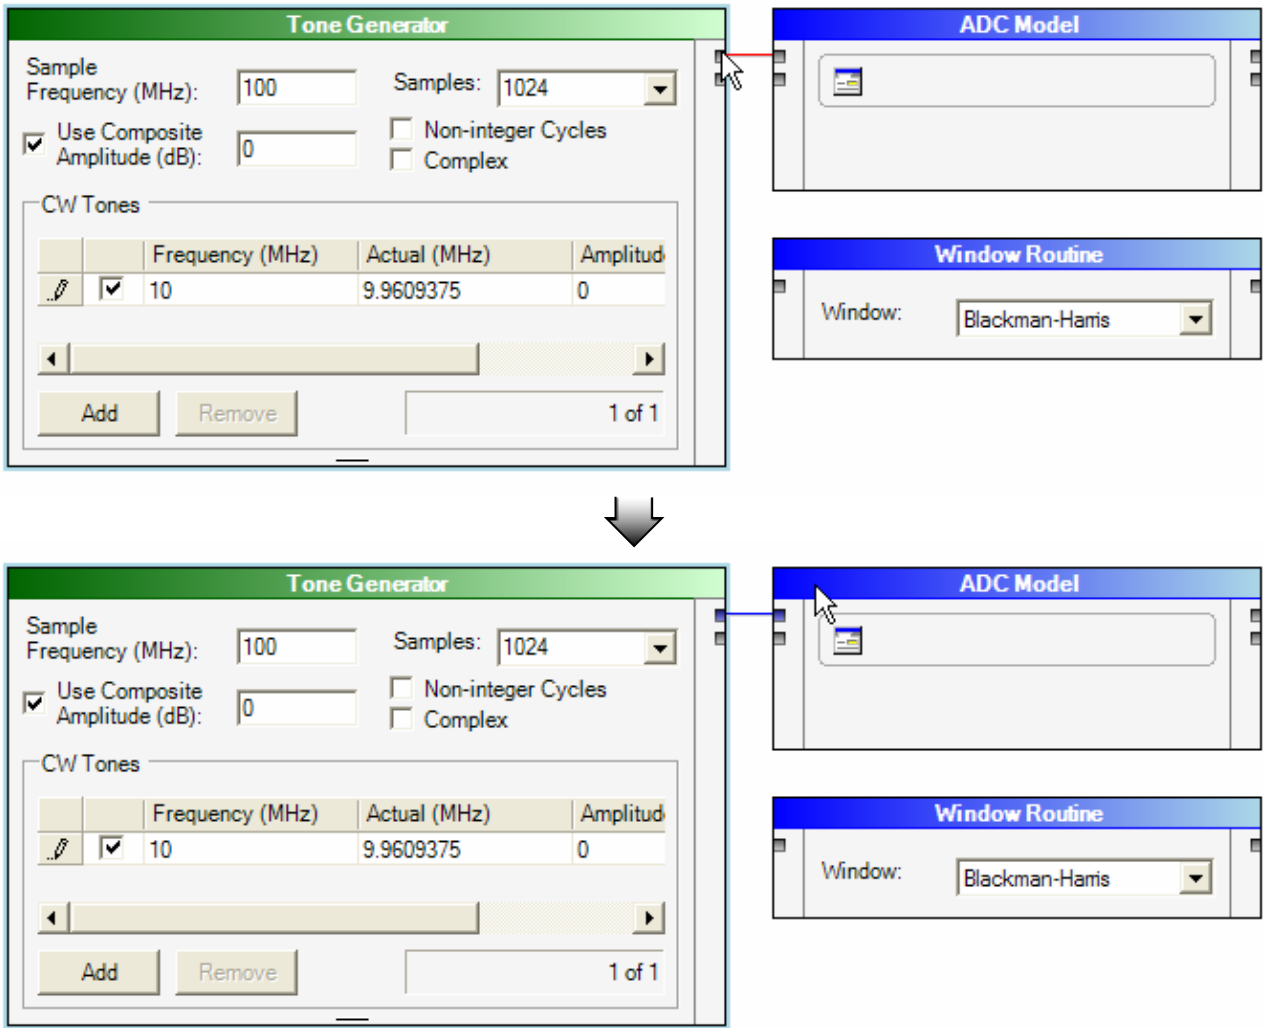 Tone Generator
Sample
Frequency (MHz):
100
Samples:
1024
Use Composite
Amplitude (dB):
0
Non-integer Cycles
Complex
CW Tones
Frequency (MHz) Actual (MHz) Amplitud
10 9.9609375 0
Add Remove 1 of 1
ADC Model
Window Routine
Window: Blackman-Harris
Tone Generator
Sample
Frequency (MHz):
100
Samples:
1024
Use Composite
Amplitude (dB):
0
Non-integer Cycles
Complex
CW Tones
Frequency (MHz) Actual (MHz) Amplitud
10 9.9609375 0
Add Remove 1 of 1
ADC Model
Window Routine
Window: Blackman-Harris